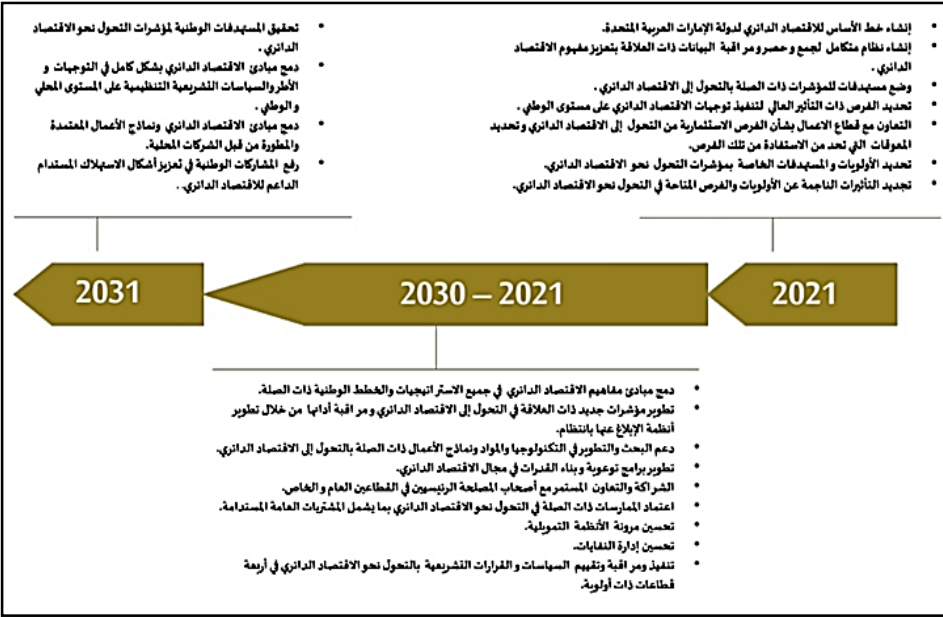 • إنشاء خط الأساس للاقتصاد الدائري لدولة الإمارات العربية المتحدة.
• إنشاء نظام متكامل لجمع و حصر ومراقبة البيانات ذات العلاقة بتعزيز مفهوم الاقتصاد
الدائري .
• وضع مستهدفات للمؤشرات ذات الصلة بالتحول إلى الاقتصاد الدائري .
• تحديد الفرص ذات التأثير العالي لتنفيذ توجهات الاقتصاد الدائري على مستوى الوطني .
• التعاون مع قطاع الاعمال بشأن الفرص الاستثمارية من التحول إلى الاقتصاد الدائري وتحديد
المعوقات التي تحد من الاستفادة من تلك الفرص.
• تحديد الأولويات و المستهدفات الخاصة بمؤشرات التحول نحو الاقتصاد الدائري.
• تجديد التأثيرات الناجمة عن الأولويات والفرص المتاحة في التحول نحو الاقتصاد الدائري.
• تحقيق المستهدفات الوطنية لمؤشرات التحول نحو الاقتصاد
الدائري .
• دمج مبادئ الاقتصاد الدائري بشكل كامل في التوجهات و
الأطر والسياسات التشريعية التنظيمية على المستوى المحلي
و الوطني .
• دمج مبادئ الاقتصاد الدائري ونماذج الأعمال المعتمدة
والمطورة من قبل الشركات المحلية.
• رفع المشاركات الوطنية في تعزيز أشكال الاستهلاك المستدام
الداعم للاقتصاد الدائري. .
2021
2021 – 2030
2031
• دمج مبادئ مفاهيم الاقتصاد الدائري في جميع الاستراتيجيات والخطط الوطنية ذات الصلة.
• تطوير مؤشرات جديد ذات العلاقة في التحول إلى الاقتصاد الدائري و مراقبة أدائها من خلال تطوير
أنظمة الإبلاغ عنها بانتظام.
• دعم البحث والتطوير في التكنولوجيا والمواد ونماذج الأعمال ذات الصلة بالتحول إلى الاقتصاد الدائري.
• تطوير برامج توعوية و بناء القدرات في مجال الاقتصاد الدائري.
• الشراكة والتعاون المستمر مع أصحاب المصلحة الرئيسيين في القطاعين العام و الخاص.
• اعتماد الممارسات ذات الصلة في التحول نحو الاقتصاد الدائري بما يشمل المشتريات العامة المستدامة.
• تحسين مرونة الأنظمة التمويلية.
• تحسين إدارة النفايات.
• تنفيذ ومراقبة وتقييم السياسات و القرارات التشريعية بالتحول نحو الاقتصاد الدائري في أربعة
قطاعات ذات أولوية.